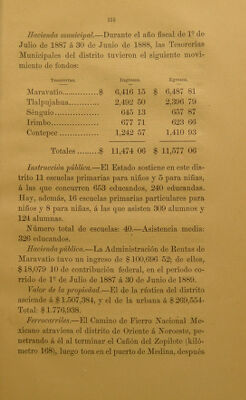 Hacienda municipal.—Durante el año fiscal de 1º de
Julio de 1887 á 30 de Junio de 1888, las Tesorerías
Municipales del distrito tuvieron el siguiente movi-
miento de fondos:
Tesorerías. Ingresos. Egresos.
Maravatío............. $ 6,416 15 $ 6,487 81
Tlalpujahua............ 2,492 50 2,396 79
Sénguio................. 645 13 657 87
Irimbo................... 677 71 623 66
Contepec................ 1,242 57 1,410 93
Totales........ $ 11,474 06 $ 11,577 06
Instrucción pública.—El Estado sostiene en este dis-
trito 11 escuelas primarias para niños y 5 para niñas,
á las que concurren 653 educandos, 240 educandas.
Hay, además, 16 escuelas primarias particulares para
niños y 8 para niñas, á las que asisten 309 alumnos y
124 alumnas.
Número total de escuelas: 40.—Asistencia media:
326 educandos.
Hacienda pública.—La Administración de Rentas de
Maravatío tuvo un ingreso de $ 100,696 52; de ellos,
$ 18,079 10 de contribución federal, en el período co-
rrido de 1º de Julio de 1887 á 30 de Junio de 1889.
Valor de la propiedad.—El de la rústica del distrito
asciende á $ 1.507,384, y el de la urbana á $ 269,554.
Total: $ 1.776,938.
Ferrocarriles.—El Camino de Fierro Nacional Me-
xicano atraviesa el distrito de Oriente á Noroeste, pe-
netrando á él al terminar el Cañón del Zopilote (kiló-
metro 168), luego toca en el puerto de Medina, después